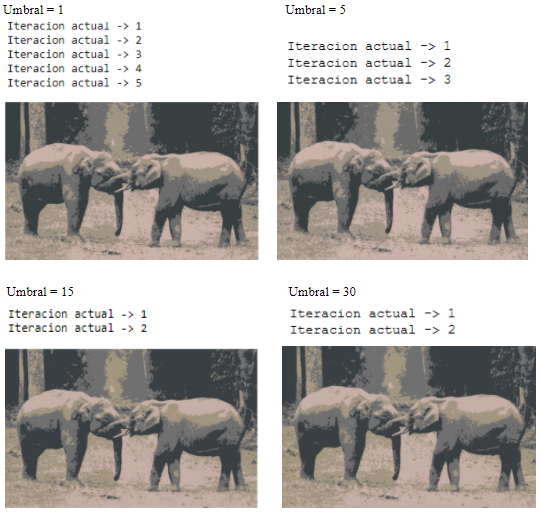 Umbral = 1
Iteracion actual -> 1
Iteracion actual -> 2
Iteracion actual -> 3
Iteracion actual -> 4
Iteracion actual -> 5
Umbral = 5
Iteracion actual -> 1
Iteracion actual -> 2
Iteracion actual -> 3
Umbral = 15
Iteracion actual -> 1
Iteracion actual -> 2
Umbral = 30
Iteracion actual -> 1
Iteracion actual -> 2